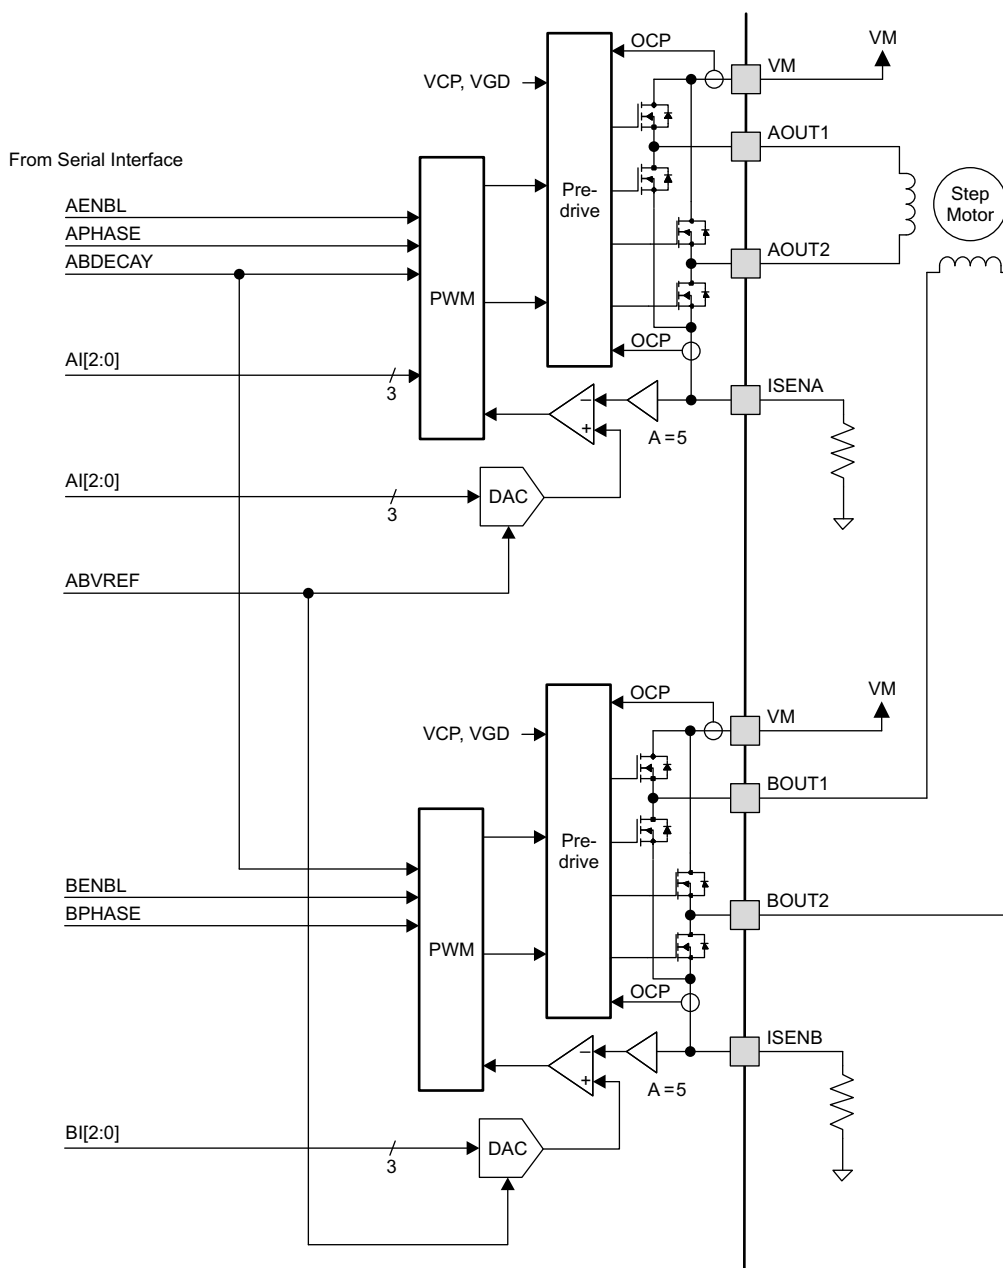 OCP
VM
VM
VCP, VGD
AOUT1
From Serial Interface
Pre-
drive
Step
Motor
AENBL
APHASE
ABDECAY
AOUT2
PWM
OCP
AI[2:0]
3
ISENA
–
+
A = 5
AI[2:0]
3
DAC
ABVREF
OCP
VM
VM
VCP, VGD
BOUT1
Pre-
drive
BENBL
BPHASE
BOUT2
PWM
OCP
ISENB
–
+
A = 5
BI[2:0]
3
DAC